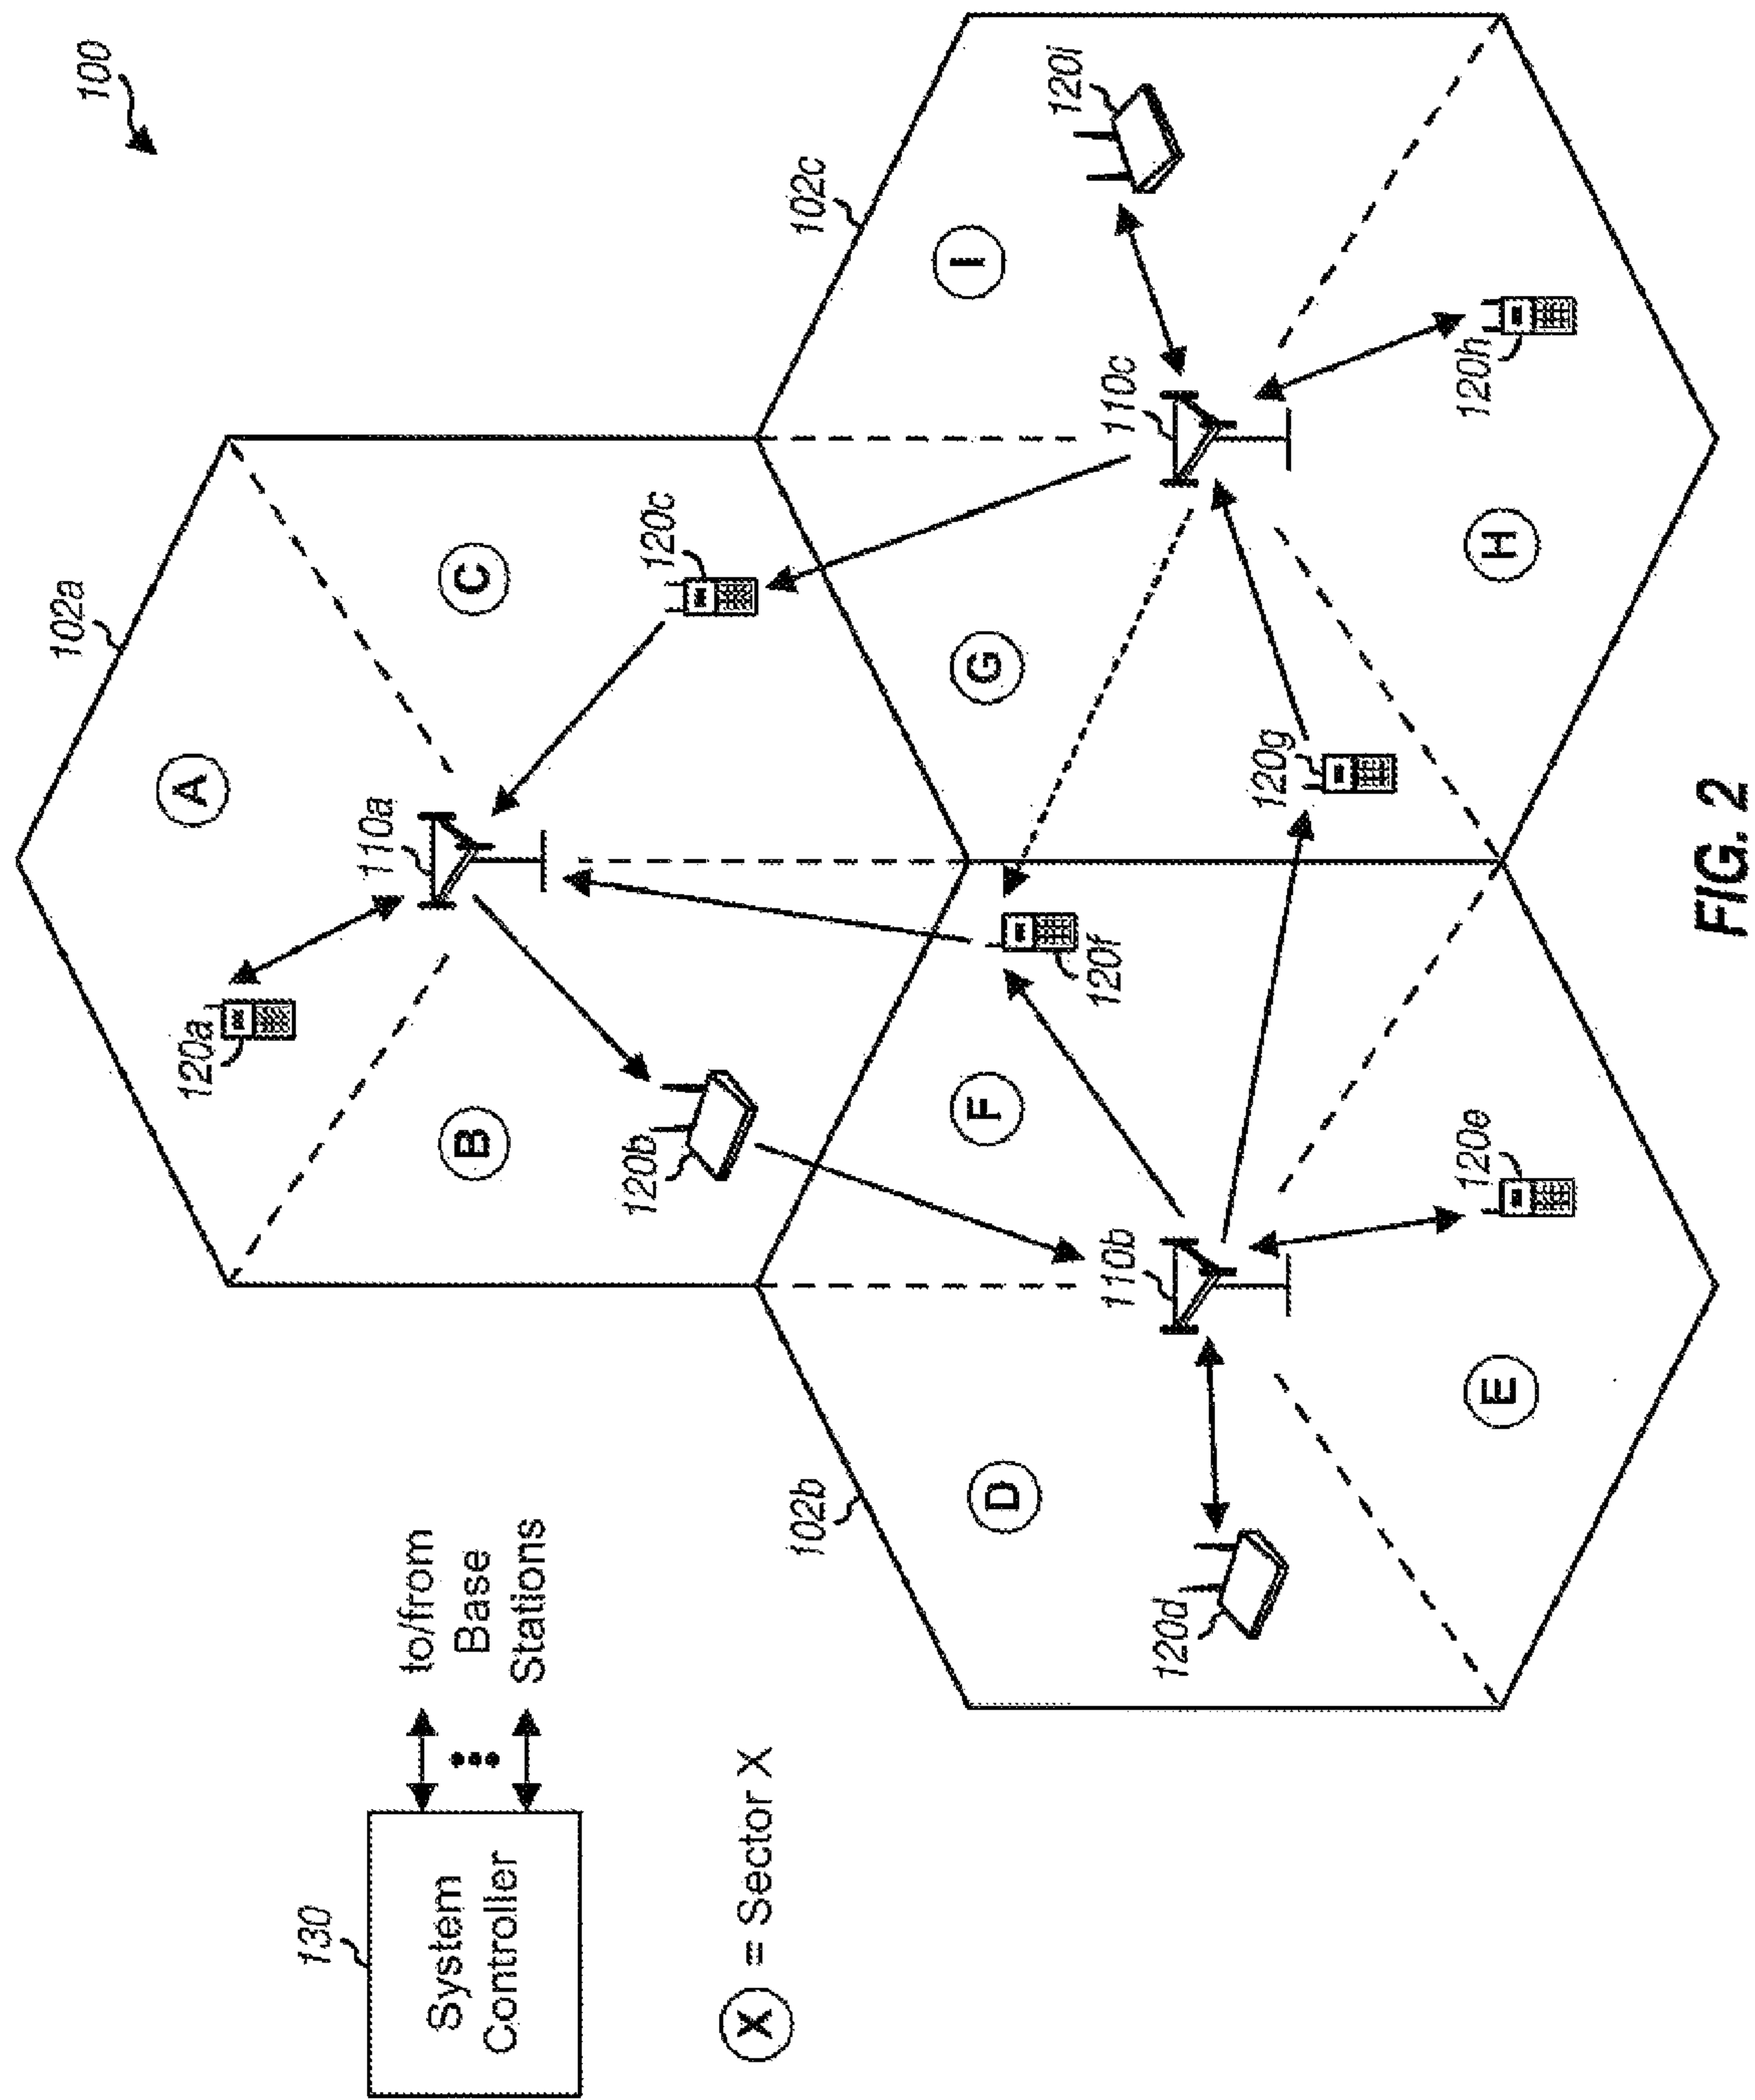 100
130
System
Controller
to/from
Base
Stations
X = Sector X
102a
A
120a
110a
B
C
120b
120c
102b
102c
D
F
G
I
120f
120i
120d
110b
110c
120g
E
H
120e
120h
FIG. 2